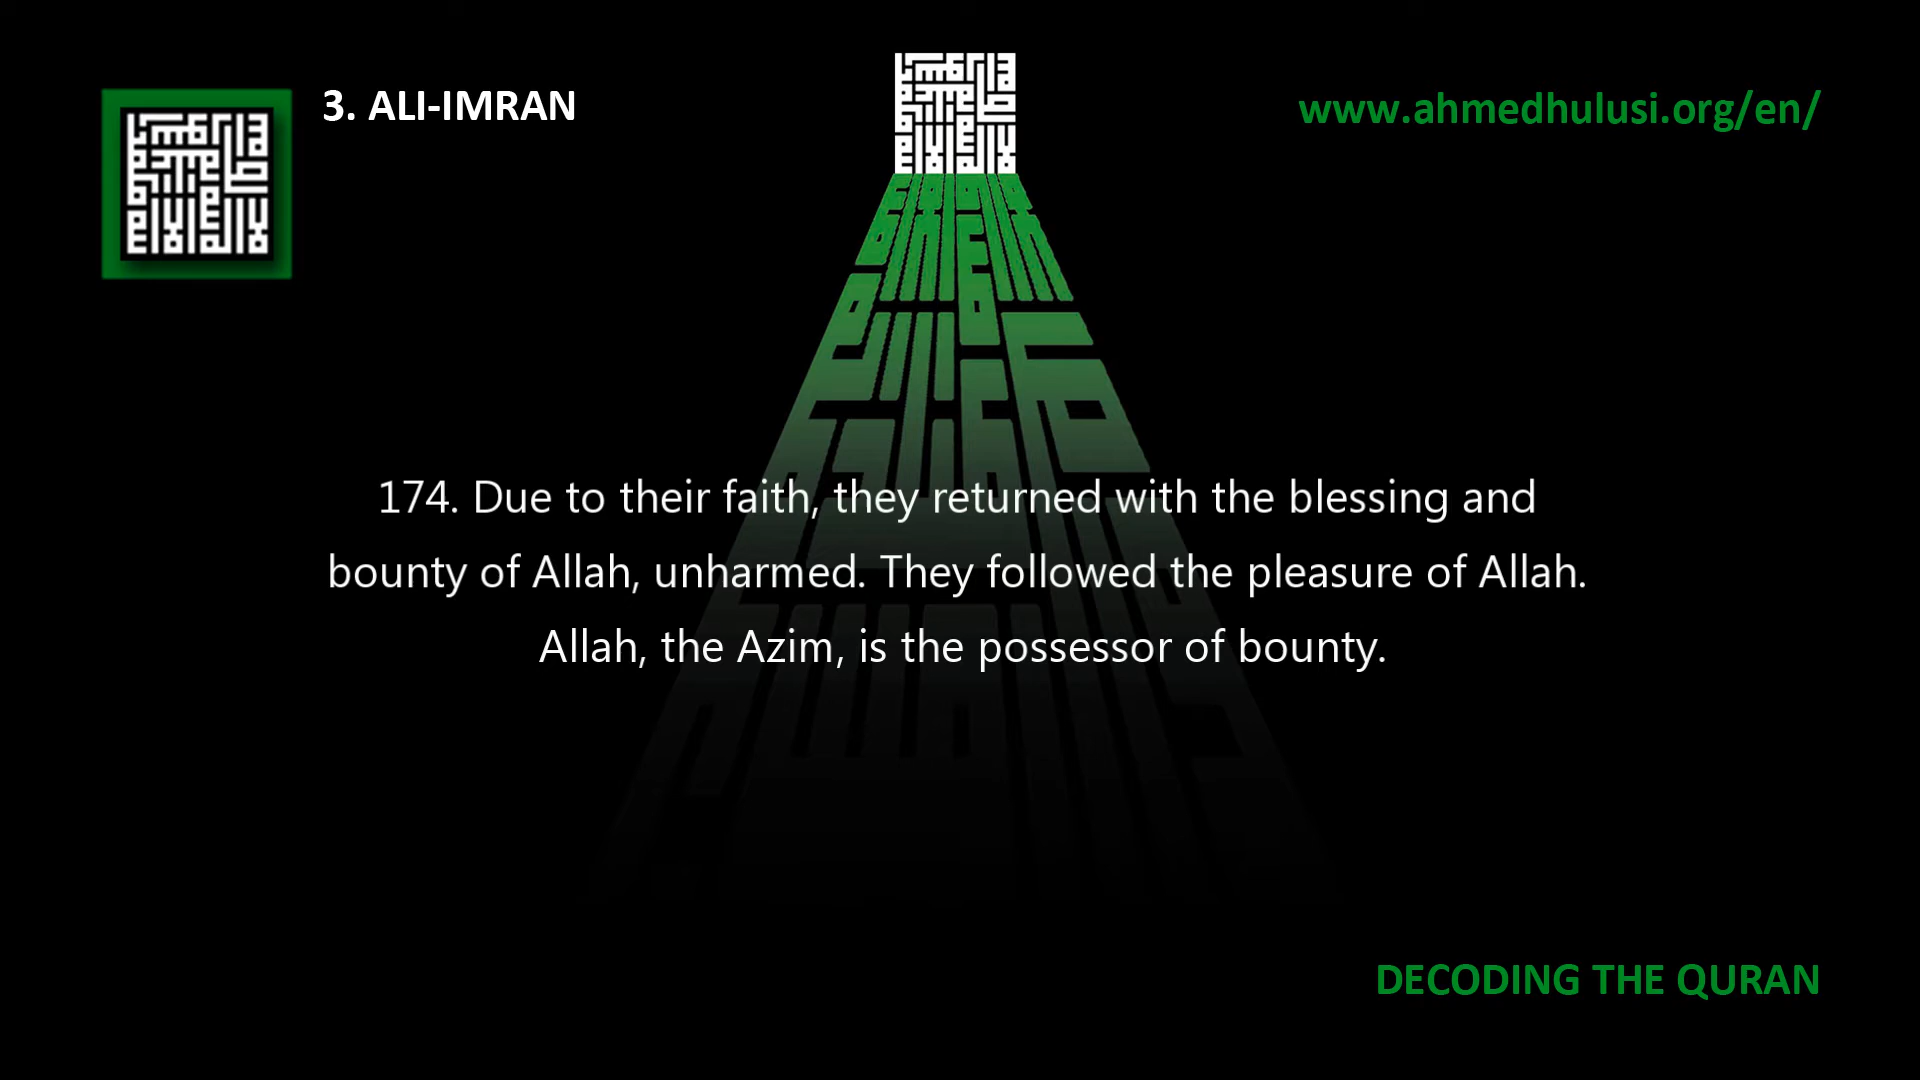 3. ALI-IMRAN
www.ahmedhulusi.org/en/
174. Due to their faith, they returned with the blessing and
bounty of Allah, unharmed. They followed the pleasure of Allah.
Allah, the Azim, is the possessor of bounty.
DECODING THE QURAN